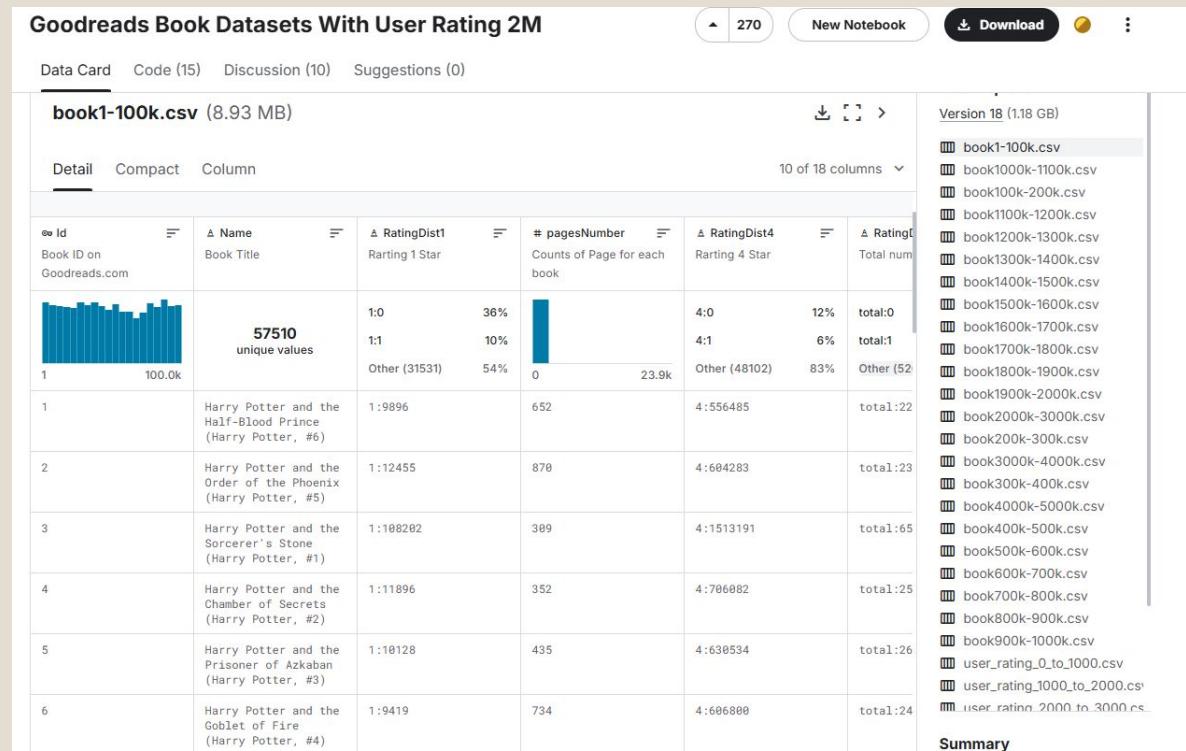 Goodreads Book Datasets With User Rating 2M
270
New Notebook
Download
Data Card
Code (15)
Discussion (10)
Suggestions (0)
book1-100k.csv (8.93 MB)
Detail
Compact
Column
10 of 18 columns
Id
Book ID on
Goodreads.com
A Name
Book Title
A RatingDist1
Rarting 1 Star
# pagesNumber
Counts of Page for each
book
A RatingDist4
Rarting 4 Star
A RatingD
Total num
1
100.0k
57510
unique values
1:0 36%
1:1 10%
Other (31531) 54%
0
23.9k
4:0 12%
4:1 6%
Other (48102) 83%
total:0
total:1
Other (52
1
Harry Potter and the
Half-Blood Prince
(Harry Potter, #6)
1:9896
652
4:556485
total:22
2
Harry Potter and the
Order of the Phoenix
(Harry Potter, #5)
1:12455
870
4:604283
total:23
3
Harry Potter and the
Sorcerer's Stone
(Harry Potter, #1)
1:108202
309
4:1513191
total:65
4
Harry Potter and the
Chamber of Secrets
(Harry Potter, #2)
1:11896
352
4:706082
total:25
5
Harry Potter and the
Prisoner of Azkaban
(Harry Potter, #3)
1:10128
435
4:630534
total:26
6
Harry Potter and the
Goblet of Fire
(Harry Potter, #4)
1:9419
734
4:606800
total:24
Version 18 (1.18 GB)
book1-100k.csv
book1000k-1100k.csv
book100k-200k.csv
book1100k-1200k.csv
book1200k-1300k.csv
book1300k-1400k.csv
book1400k-1500k.csv
book1500k-1600k.csv
book1600k-1700k.csv
book1700k-1800k.csv
book1800k-1900k.csv
book1900k-2000k.csv
book2000k-3000k.csv
book200k-300k.csv
book3000k-4000k.csv
book300k-400k.csv
book4000k-5000k.csv
book400k-500k.csv
book500k-600k.csv
book600k-700k.csv
book700k-800k.csv
book800k-900k.csv
book900k-1000k.csv
user_rating_0_to_1000.csv
user_rating_1000_to_2000.cs
user_rating_2000_to_3000.cs
Summary